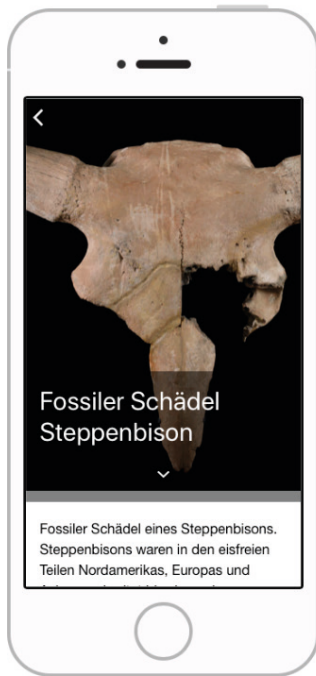 Fossiler Schädel
Steppenbison
Fossiler Schädel eines Steppenbisons.
Steppenbisons waren in den eisfreien
Teilen Nordamerikas, Europas und